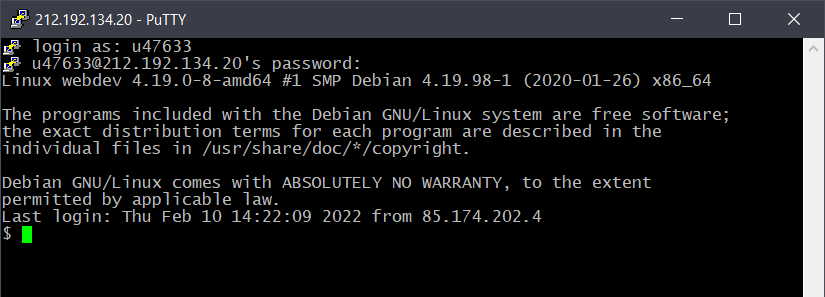 212.192.134.20 - PuTTY
login as: u47633
u47633@212.192.134.20's password:
Linux webdev 4.19.0-8-amd64 #1 SMP Debian 4.19.98-1 (2020-01-26) x86_64
The programs included with the Debian GNU/Linux system are free software;
the exact distribution terms for each program are described in the
individual files in /usr/share/doc/*/copyright.
Debian GNU/Linux comes with ABSOLUTELY NO WARRANTY, to the extent
permitted by applicable law.
Last login: Thu Feb 10 14:22:09 2022 from 85.174.202.4
$